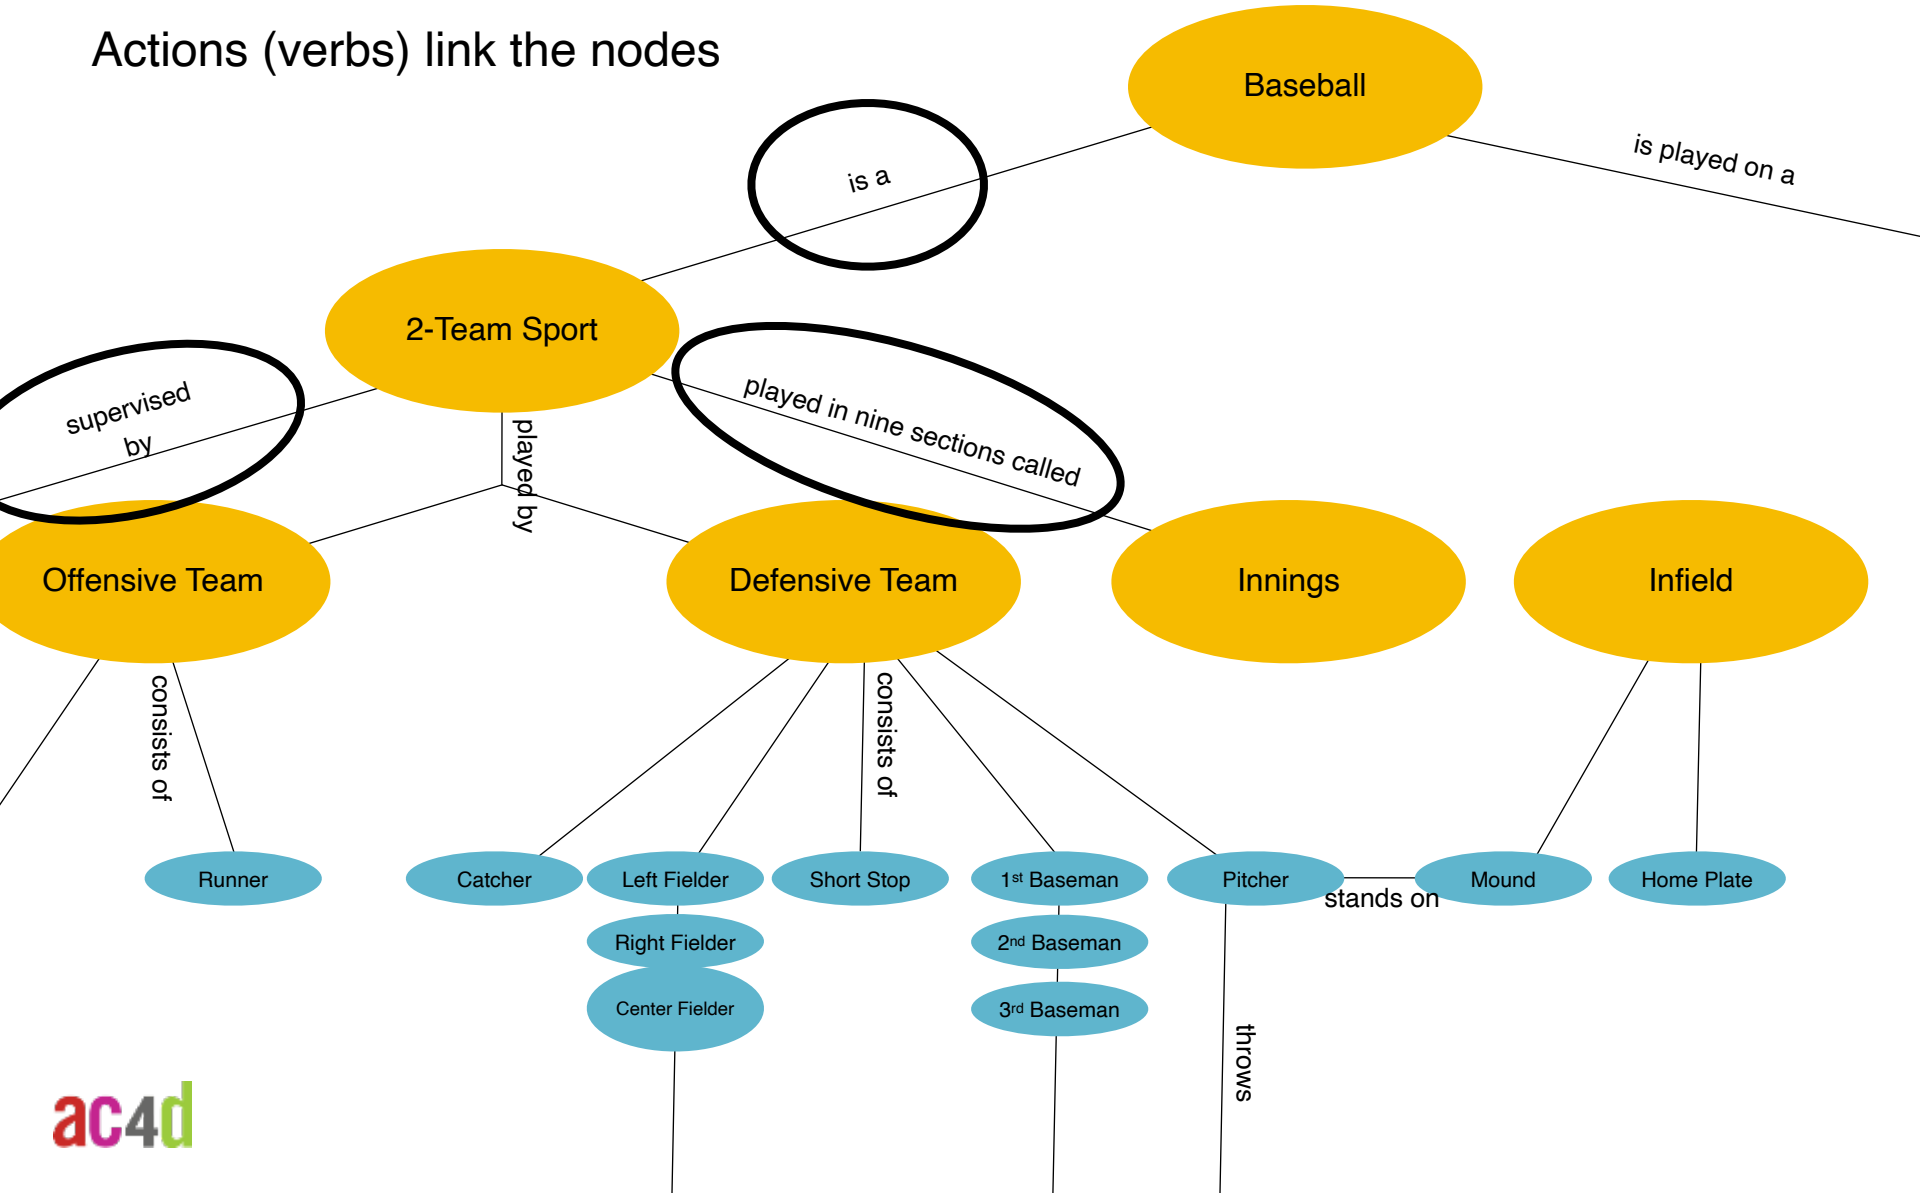 Actions (verbs) link the nodes
Baseball
is played on a
is a
2-Team Sport
supervised
by
played by
played in nine sections called
Offensive Team
Defensive Team
Innings
Infield
consists of
consists of
Runner
Catcher
Left Fielder
Short Stop
1st Baseman
Pitcher
stands on
Mound
Home Plate
Right Fielder
2nd Baseman
Center Fielder
3rd Baseman
throws
ac4d